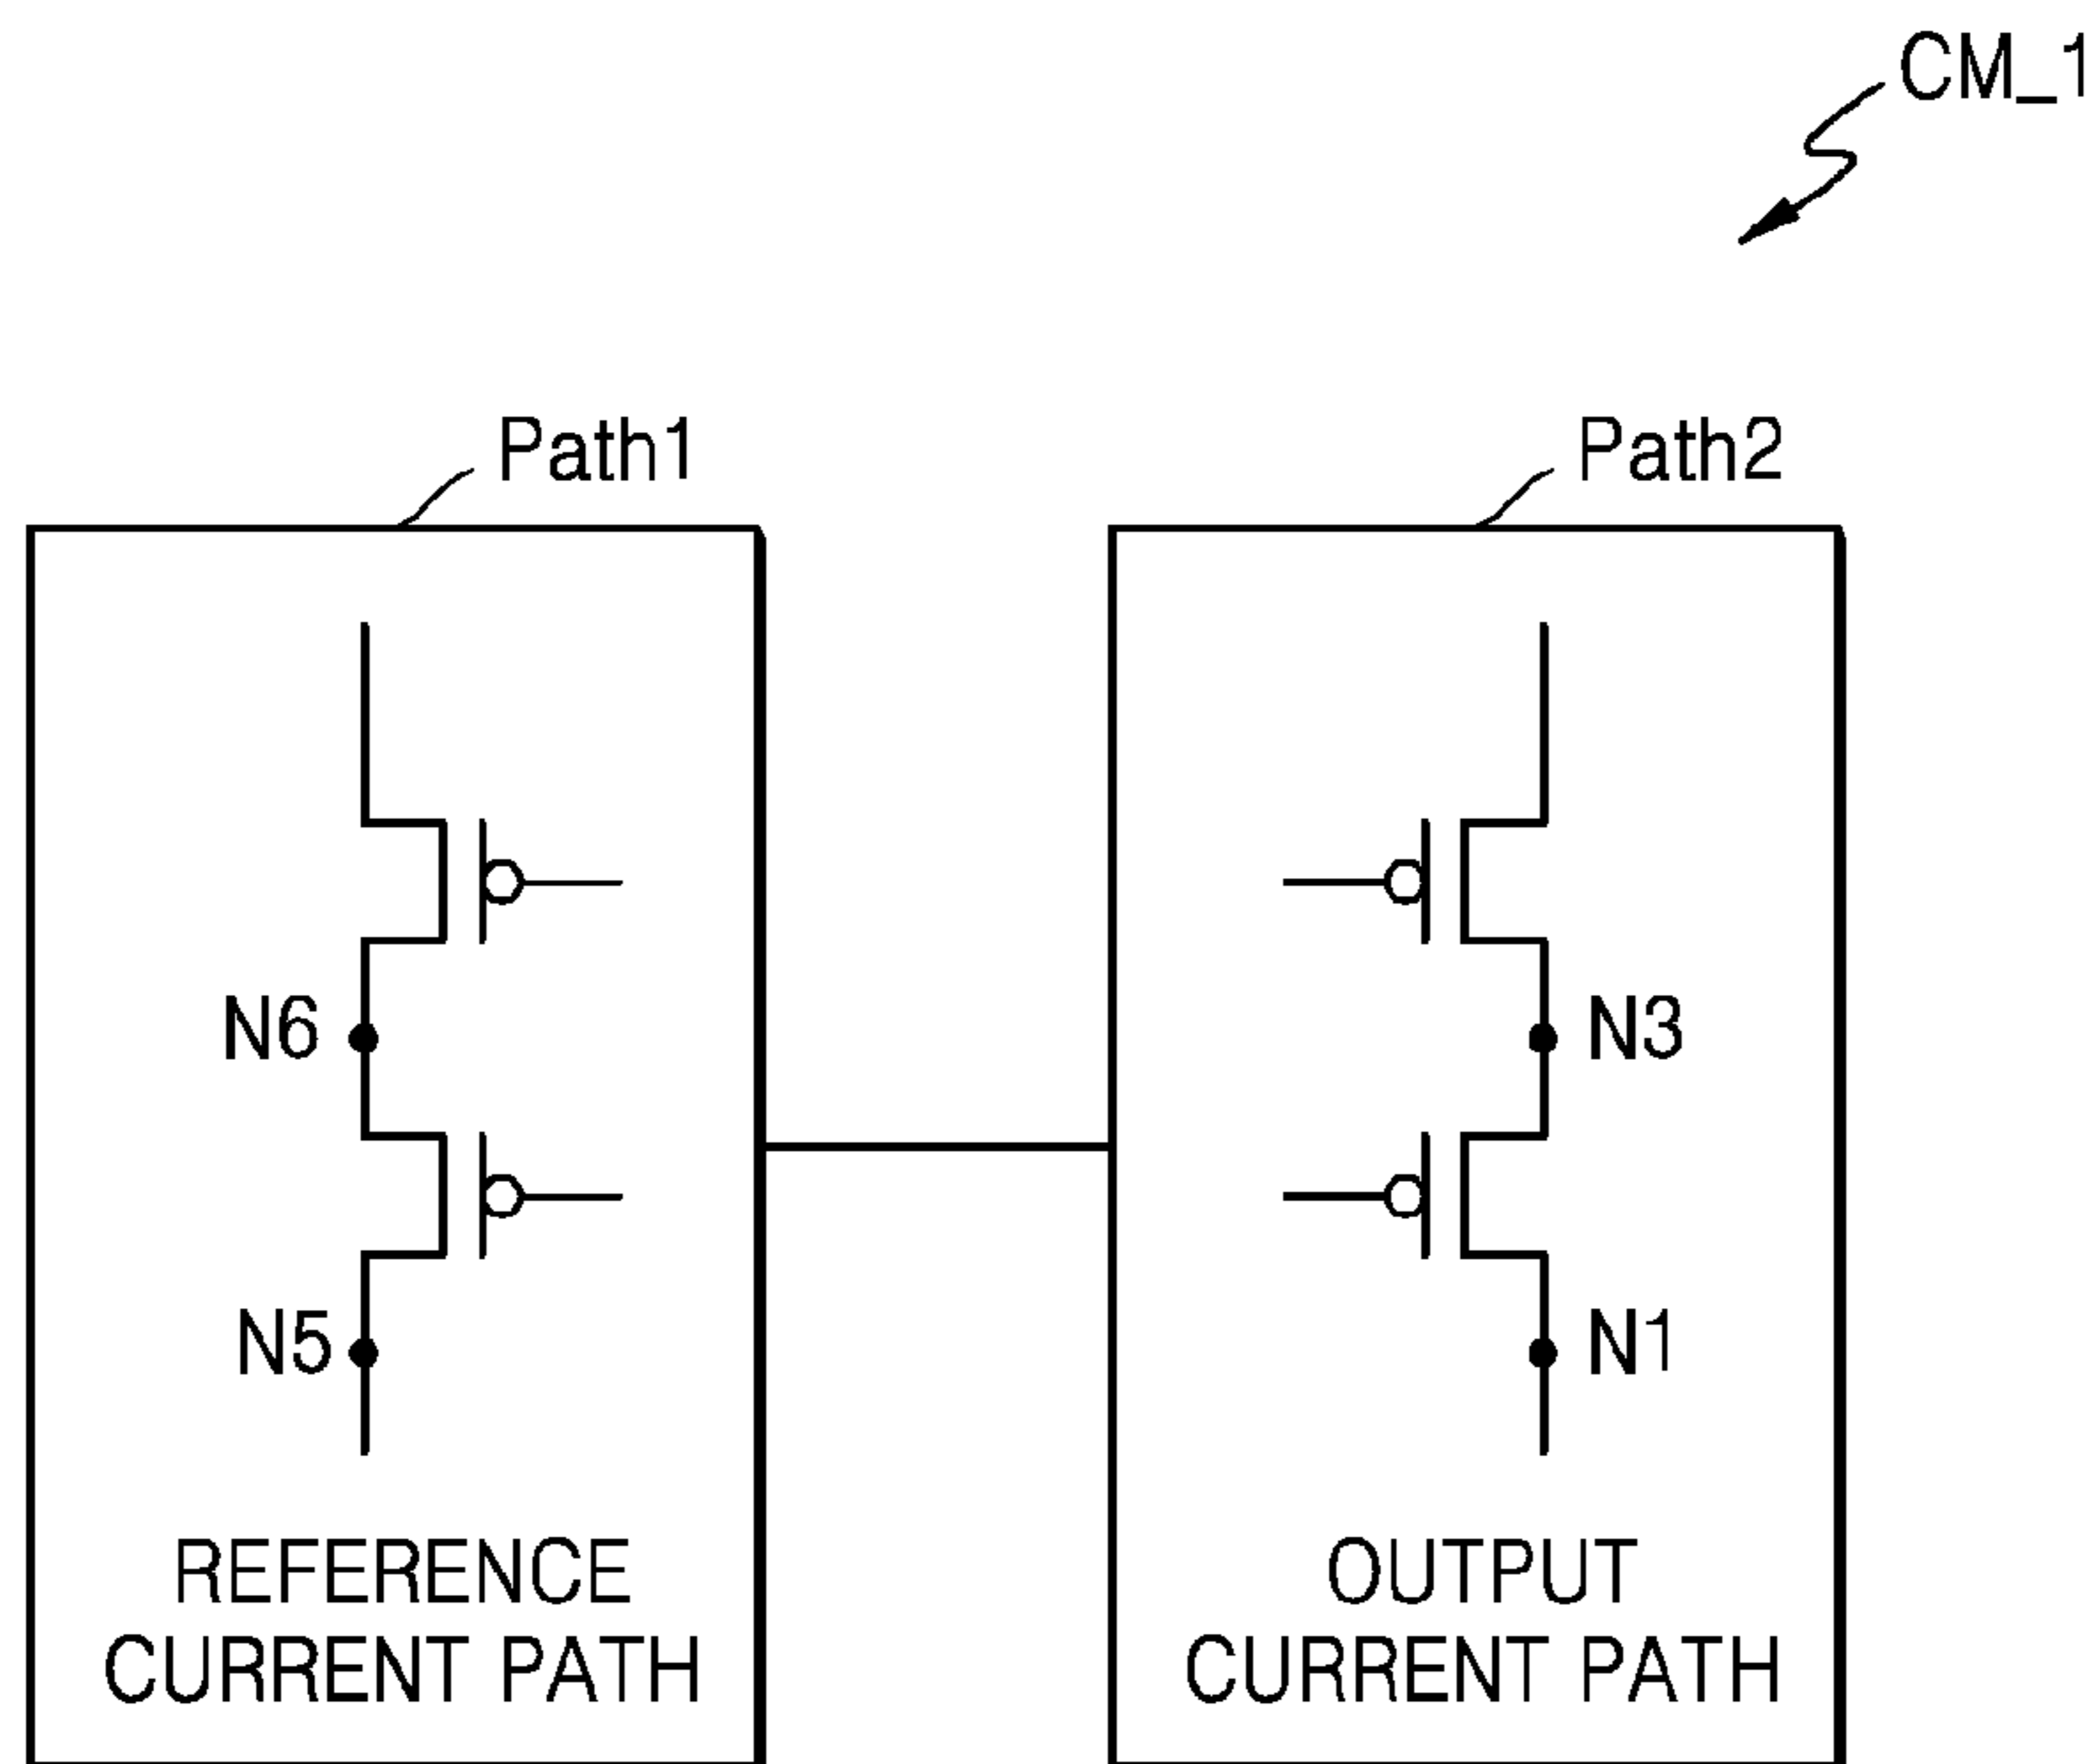 CM_1
Path1
Path2
N6
N3
N5
N1
REFERENCE
CURRENT PATH
OUTPUT
CURRENT PATH